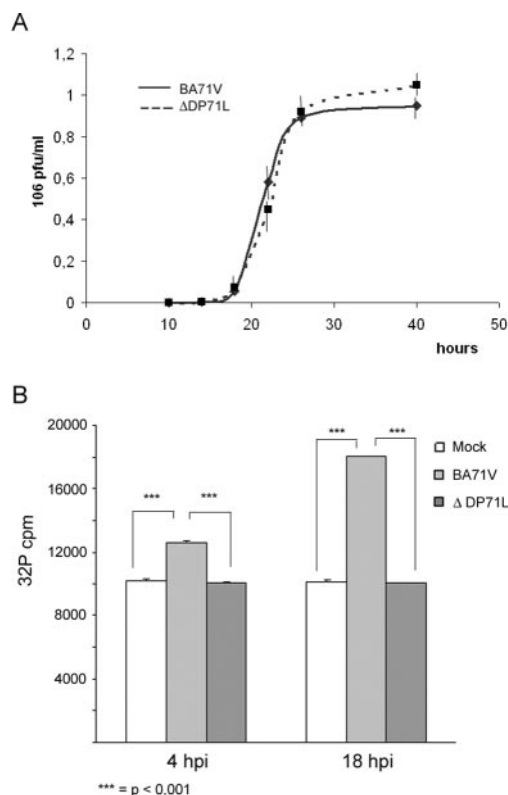 A
1,2
1
0,8
0,6
0,4
0,2
0
106 pfu/ml
BA71V
ΔDP71L
0 10 20 30 40 50
hours
B
20000
16000
12000
8000
4000
32P cpm
*** *** *** ***
Mock
BA71V
Δ DP71L
4 hpi 18 hpi
*** = p < 0.001